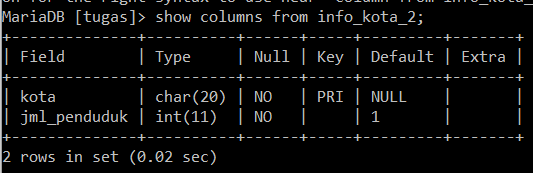 on for the right syntax to use near 'column from info_kota_
MariaDB [tugas]> show columns from info_kota_2;
+--------------+----------+------+-----+---------+-------+
| Field        | Type     | Null | Key | Default | Extra |
+--------------+----------+------+-----+---------+-------+
| kota         | char(20) | NO   | PRI | NULL    |       |
| jml_penduduk | int(11)  | NO   |     | 1       |       |
+--------------+----------+------+-----+---------+-------+
2 rows in set (0.02 sec)